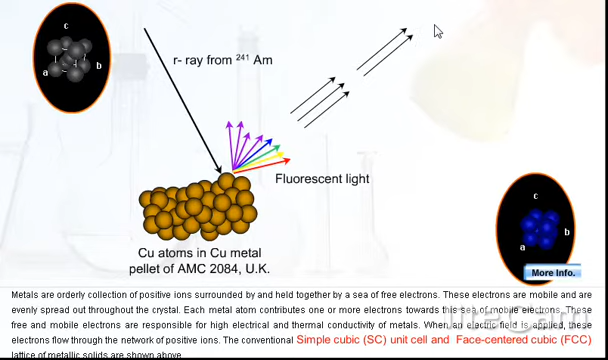 c
a
b
r- ray from 241 Am
Fluorescent light
Cu atoms in Cu metal
pellet of AMC 2084, U.K.
c
b
a
More Info.
Metals are orderly collection of positive ions surrounded by and held together by a sea of free electrons. These electrons are mobile and are
evenly spread out throughout the crystal. Each metal atom contributes one or more electrons towards this sea of mobile electrons. These
free and mobile electrons are responsible for high electrical and thermal conductivity of metals. When an electric field is applied, these
electrons flow through the network of positive ions. The conventional Simple cubic (SC) unit cell and Face-centered cubic (FCC)
lattice of metallic solids are shown above